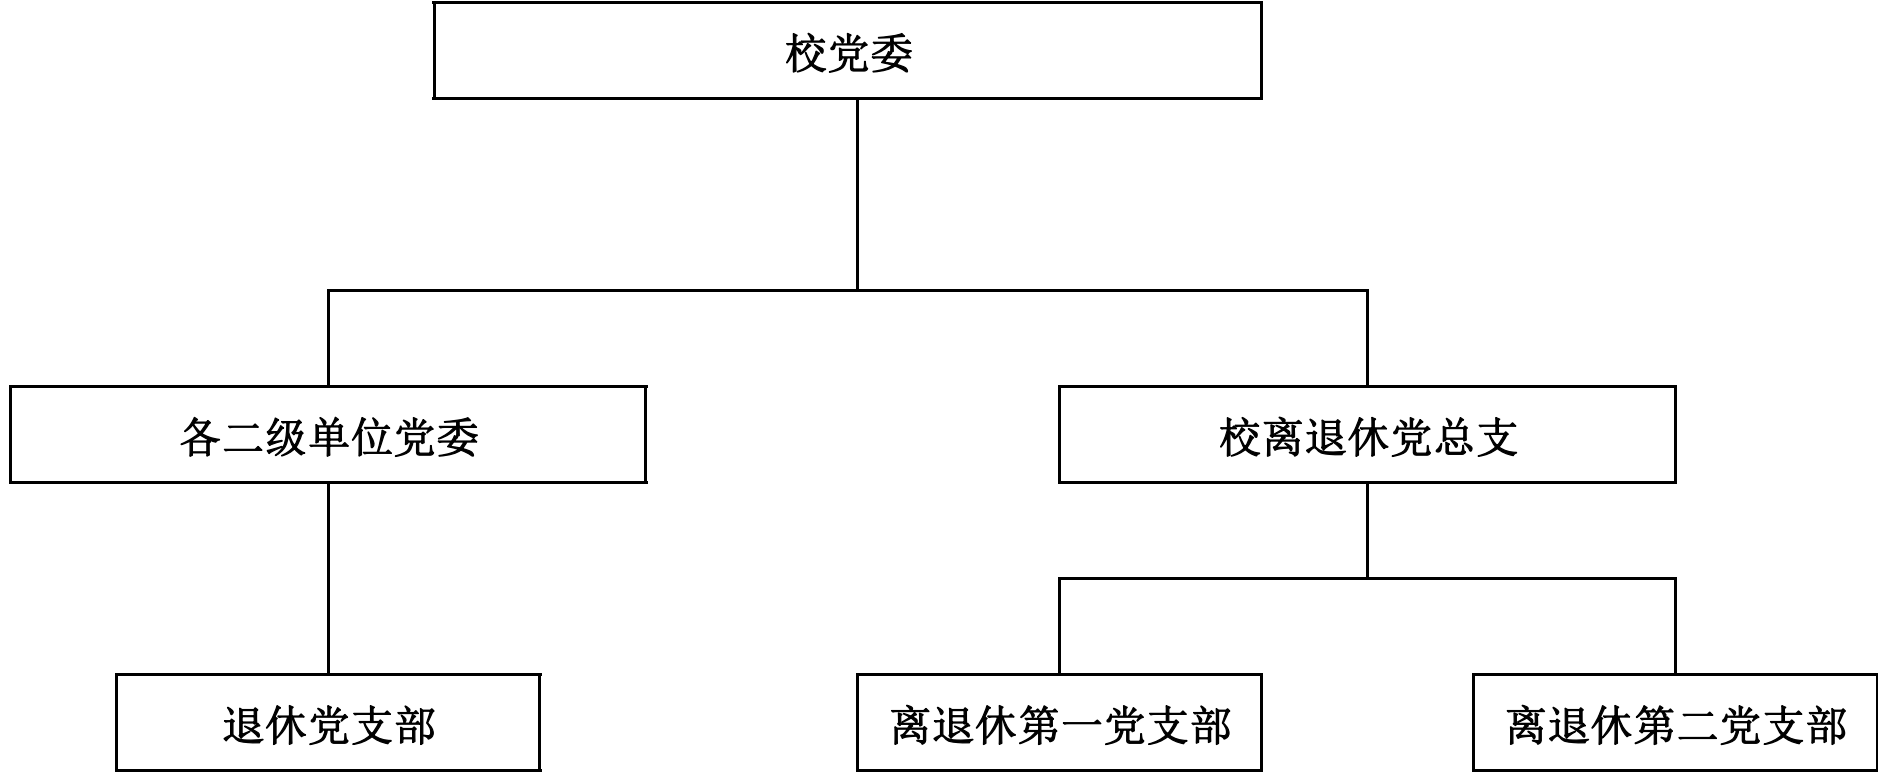 校党委
各二级单位党委
校离退休党总支
退休党支部
离退休第一党支部
离退休第二党支部